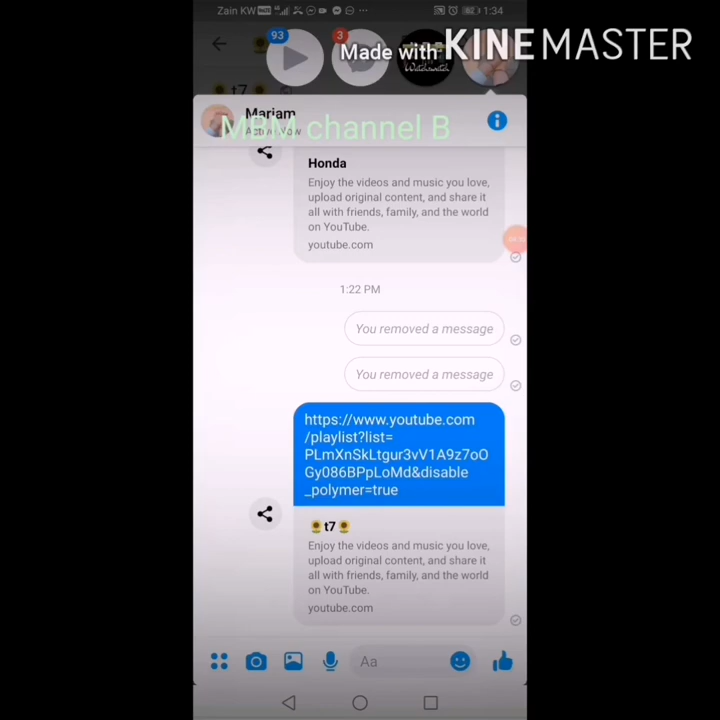 Zain KW
1:34
93
3
Made with KINEMASTER
t7
Watchwatch
Mariam
Active Now
MBM channel B
Honda
Enjoy the videos and music you love,
upload original content, and share it
all with friends, family, and the world
on YouTube.
youtube.com
1:22 PM
You removed a message
You removed a message
https://www.youtube.com
/playlist?list=
PLmXnSkLtgur3vV1A9z7oO
Gy086BPpLoMd&disable
_polymer=true
🌻t7🌻
Enjoy the videos and music you love,
upload original content, and share it
all with friends, family, and the world
on YouTube.
youtube.com
Aa